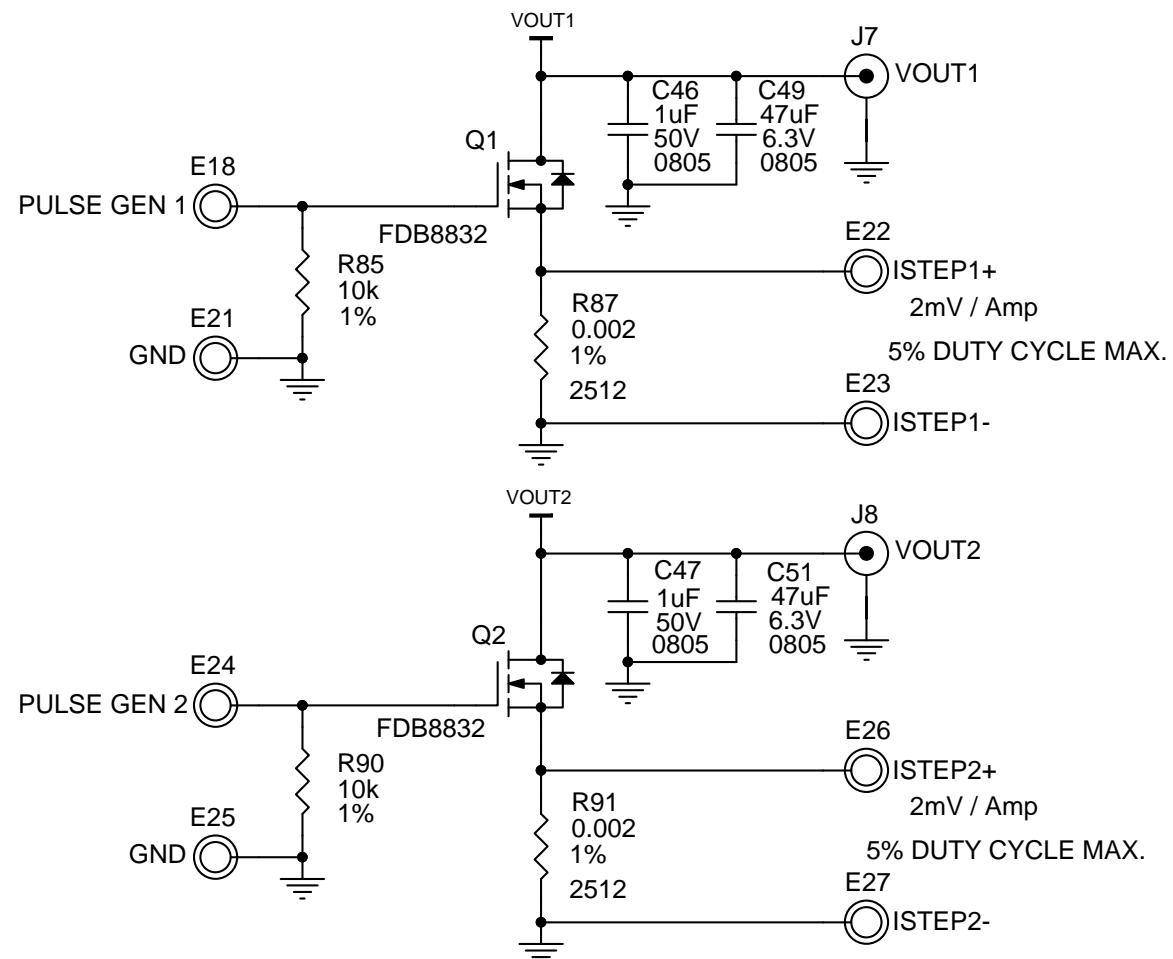 VOUT1
J7
VOUT1
C46
1uF
50V
0805
C49
47uF
6.3V
0805
Q1
E18
PULSE GEN 1
FDB8832
R85
10k
1%
E21
GND
E22
ISTEP1+
2mV / Amp
R87
0.002
1%
2512
5% DUTY CYCLE MAX.
E23
ISTEP1-
VOUT2
J8
VOUT2
C47
1uF
50V
0805
C51
47uF
6.3V
0805
Q2
E24
PULSE GEN 2
FDB8832
R90
10k
1%
E25
GND
E26
ISTEP2+
2mV / Amp
R91
0.002
1%
2512
5% DUTY CYCLE MAX.
E27
ISTEP2-